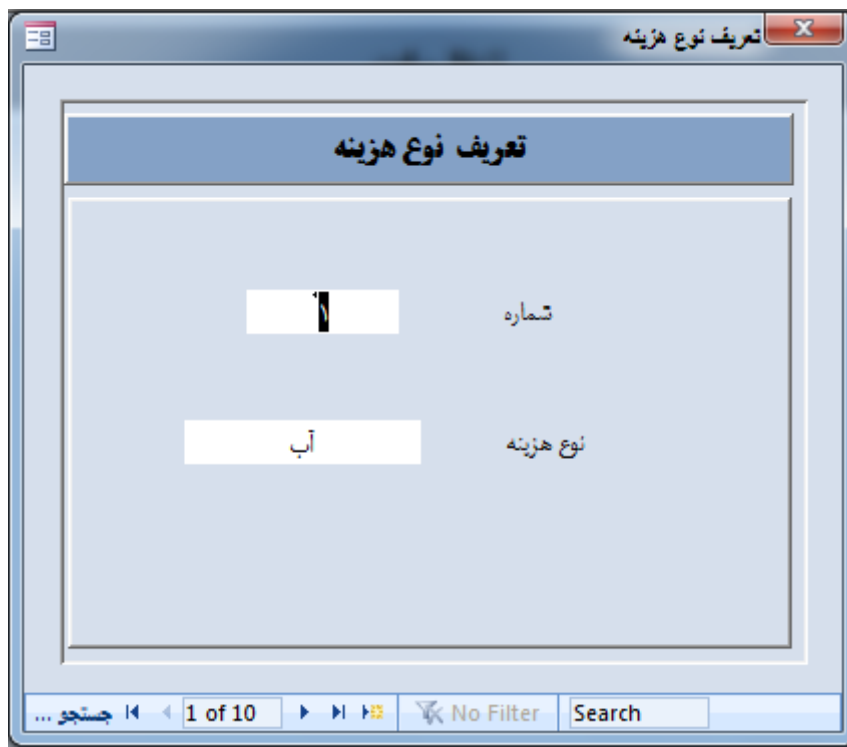 تعریف نوع هزینه
تعریف نوع هزینه
شماره
۱
نوع هزینه
آب
جستجو ...
1 of 10
No Filter
Search